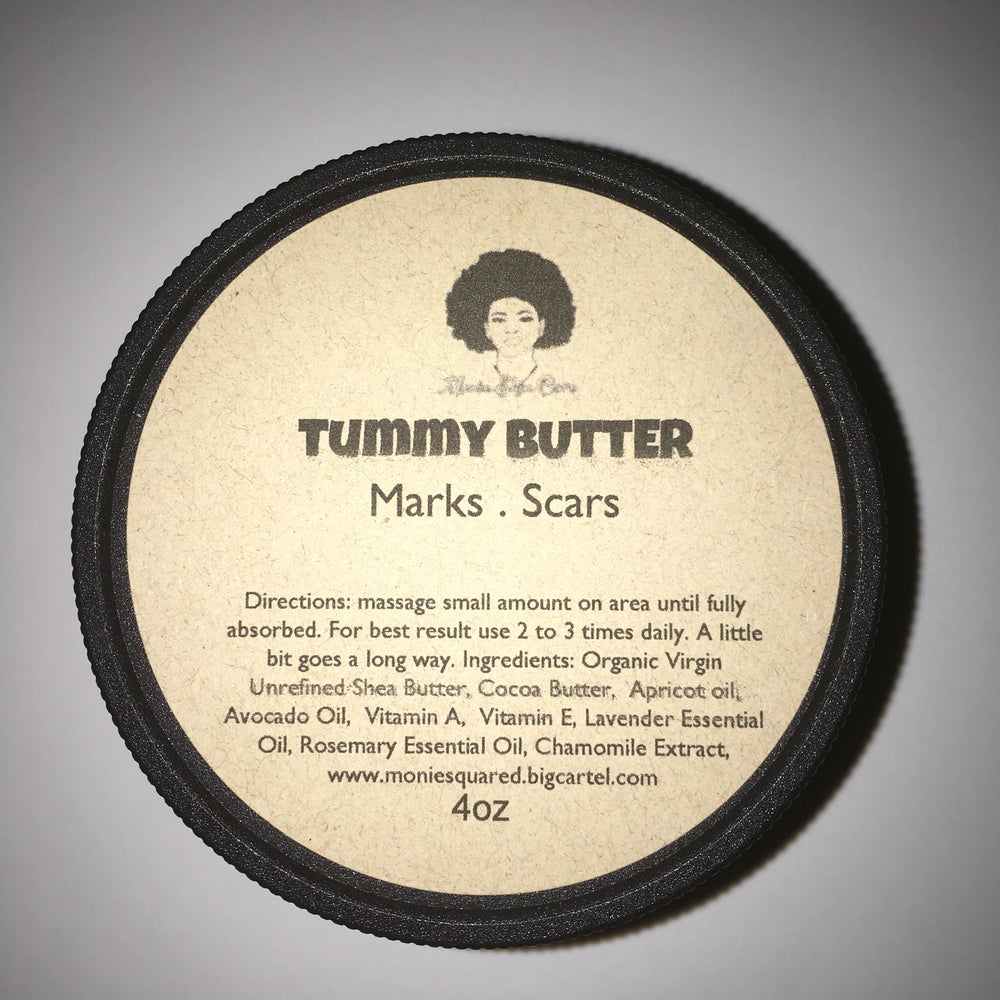 TUMMY BUTTER
Marks . Scars
Directions: massage small amount on area until fully
absorbed. For best result use 2 to 3 times daily. A little
bit goes a long way. Ingredients: Organic Virgin
Unrefined Shea Butter, Cocoa Butter, Apricot oil,
Avocado Oil, Vitamin A, Vitamin E, Lavender Essential
Oil, Rosemary Essential Oil, Chamomile Extract,
www.moniesquared.bigcartel.com
4oz